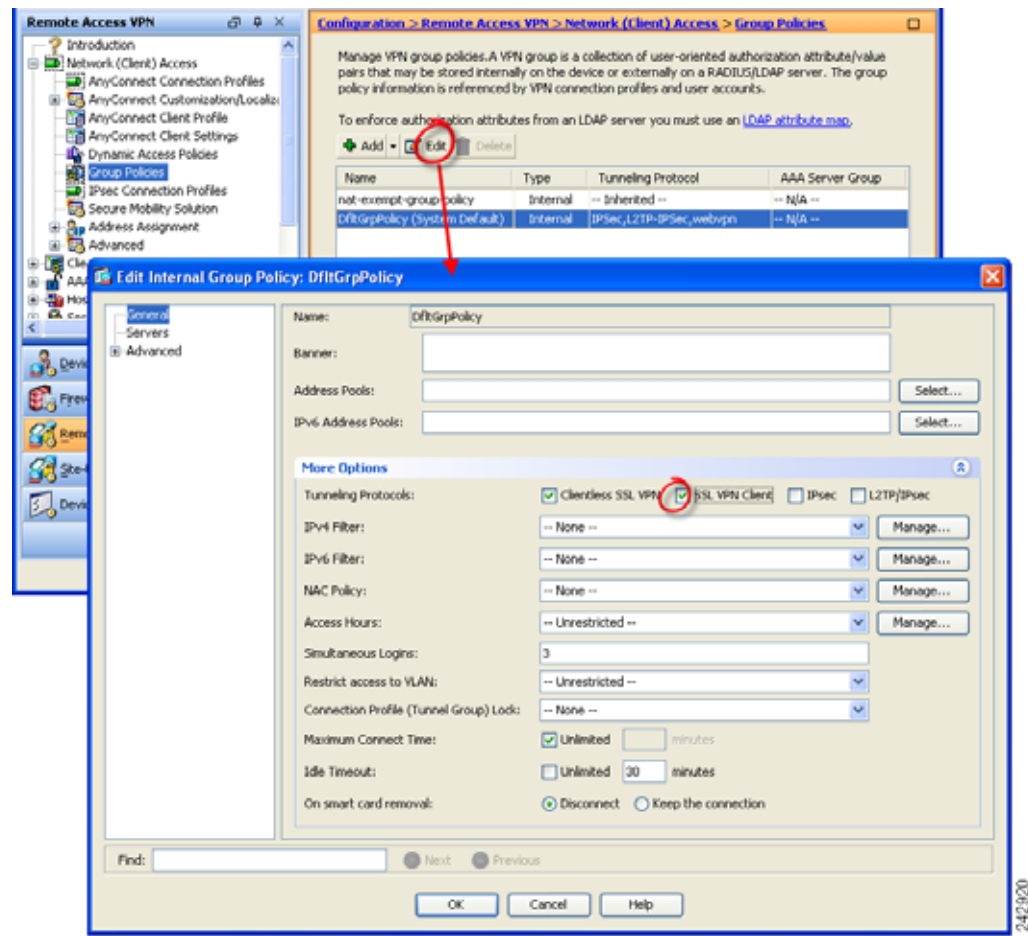 Remote Access VPN
Introduction
Network (Client) Access
AnyConnect Connection Profiles
AnyConnect Customization/Localiz
AnyConnect Client Profile
AnyConnect Client Settings
Dynamic Access Policies
Group Policies
IPsec Connection Profiles
Secure Mobility Solution
Address Assignment
Advanced
Clie
AAA
Hos
Devi
Firew
Remo
Site-
Devi
Configuration > Remote Access VPN > Network (Client) Access > Group Policies
Manage VPN group policies.A VPN group is a collection of user-oriented authorization attribute/value
pairs that may be stored internally on the device or externally on a RADIUS/LDAP server. The group
policy information is referenced by VPN connection profiles and user accounts.
To enforce authorization attributes from an LDAP server you must use an LDAP attribute map.
Add Edit Delete
Name Type Tunneling Protocol AAA Server Group
nat-exempt-group-policy Internal -- Inherited -- -- N/A --
DfltGrpPolicy (System Default) Internal IPSec,L2TP-IPSec,webvpn -- N/A --
Edit Internal Group Policy: DfltGrpPolicy
General
Servers
Advanced
Name: DfltGrpPolicy
Banner:
Address Pools: Select...
IPv6 Address Pools: Select...
More Options
Tunneling Protocols: Clientless SSL VPN SSL VPN Client IPsec L2TP/IPsec
IPv4 Filter: -- None -- Manage...
IPv6 Filter: -- None -- Manage...
NAC Policy: -- None -- Manage...
Access Hours: -- Unrestricted -- Manage...
Simultaneous Logins: 3
Restrict access to VLAN: -- Unrestricted --
Connection Profile (Tunnel Group) Lock: -- None --
Maximum Connect Time: Unlimited minutes
Idle Timeout: Unlimited 30 minutes
On smart card removal: Disconnect Keep the connection
Find: Next Previous
OK Cancel Help
242920